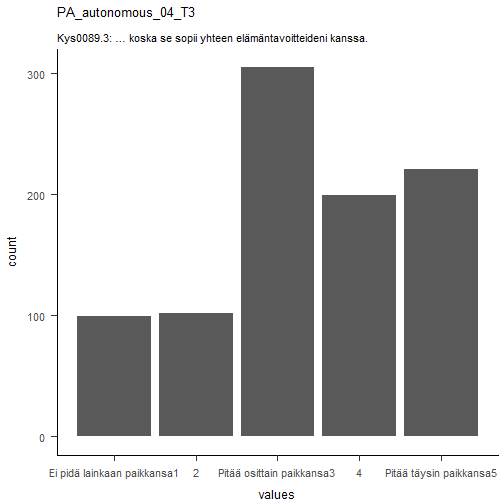 PA_autonomous_04_T3
Kys0089.3: … koska se sopii yhteen elämäntavoitteideni kanssa.
300
200
100
0
count
Ei pidä lainkaan paikkansa1 2 Pitää osittain paikkansa3 4 Pitää täysin paikkansa5
values